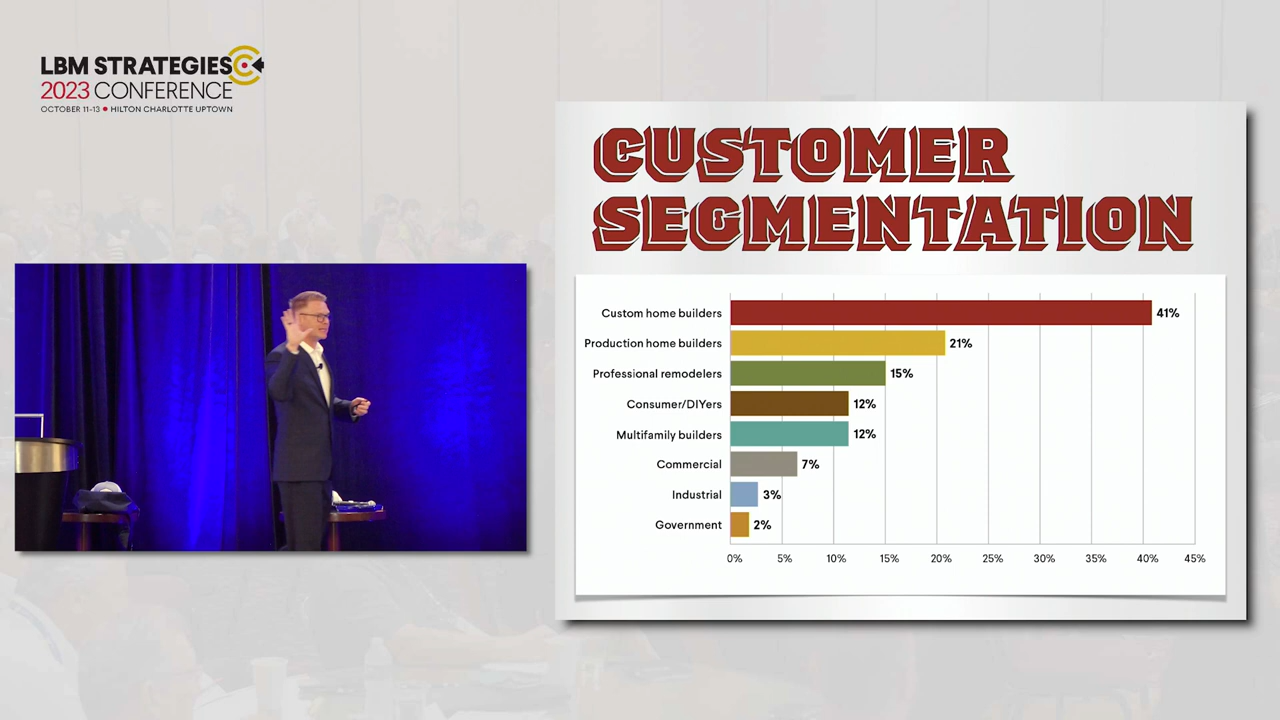 LBM STRATEGIES
2023 CONFERENCE
OCTOBER 11-13 • HILTON CHARLOTTE UPTOWN
CUSTOMER
SEGMENTATION
Custom home builders 41%
Production home builders 21%
Professional remodelers 15%
Consumer/DIYers 12%
Multifamily builders 12%
Commercial 7%
Industrial 3%
Government 2%
0% 5% 10% 15% 20% 25% 30% 35% 40% 45%